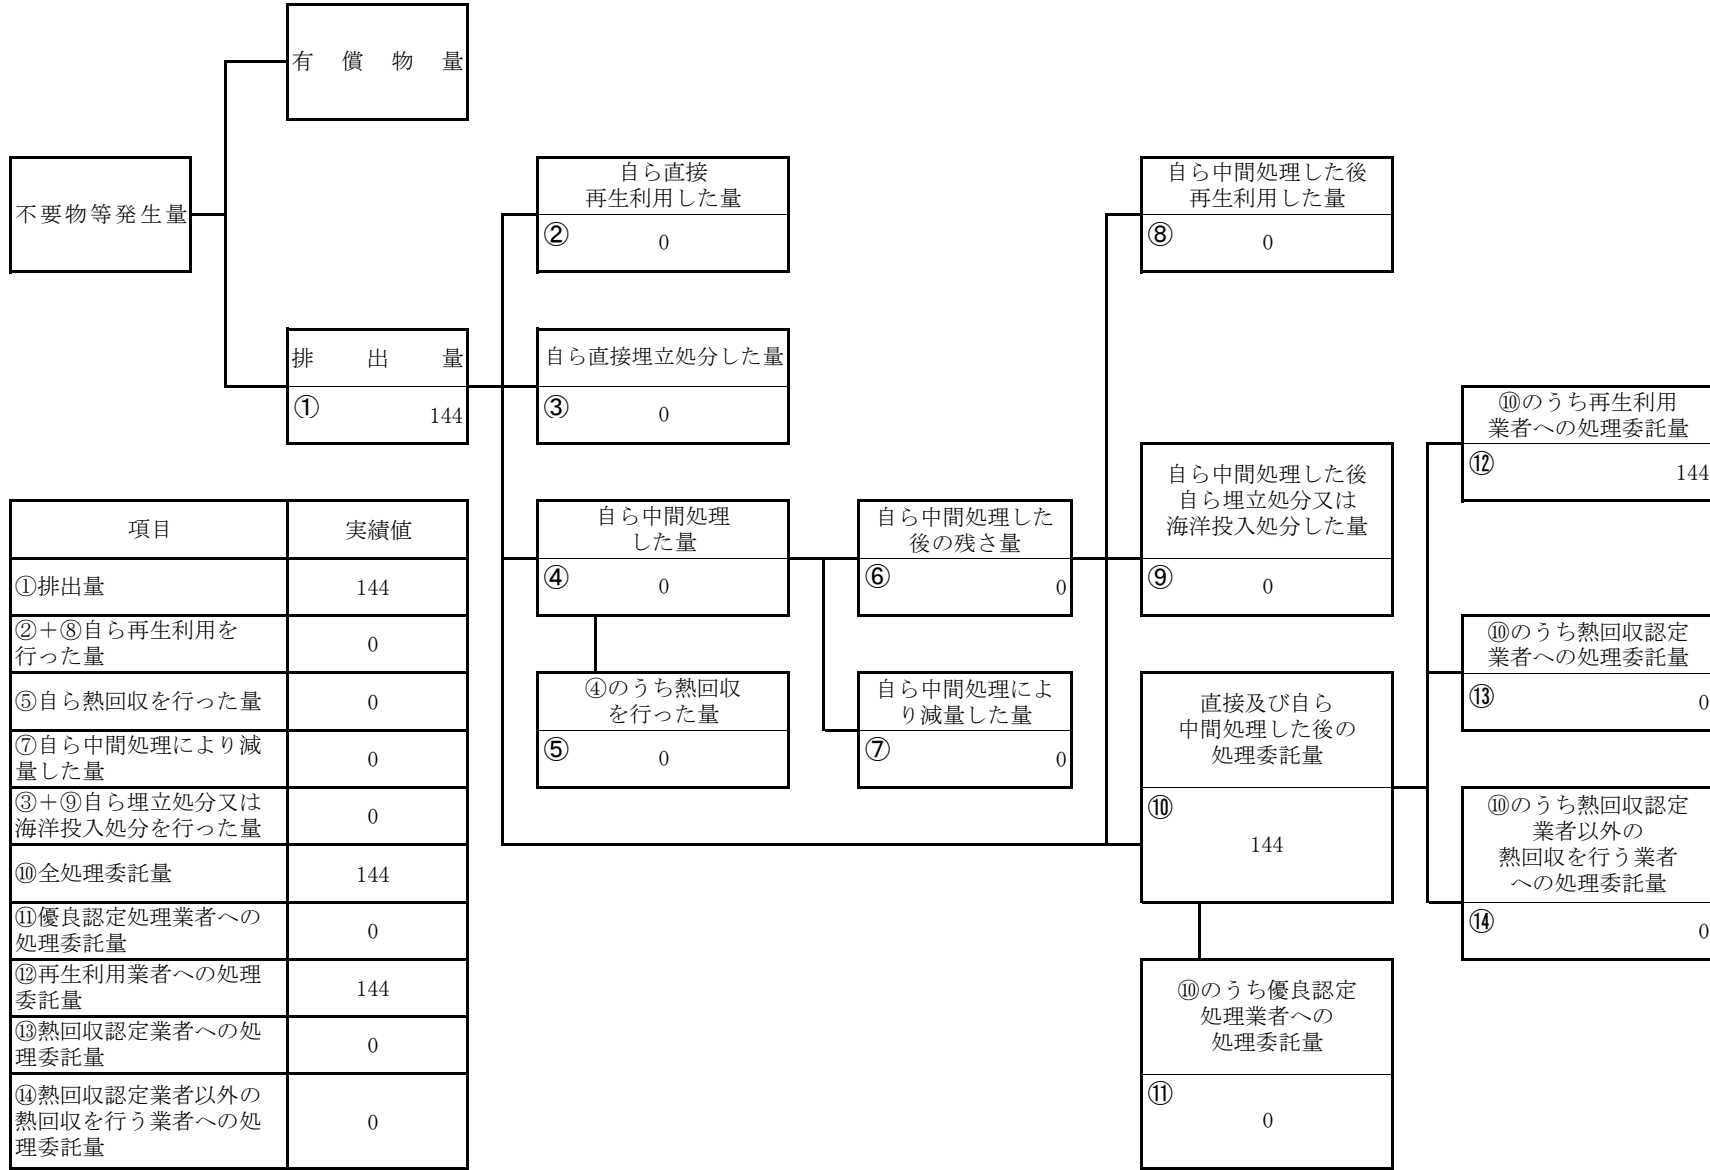 有償物量
不要物等発生量
排出量
① 144
自ら直接
再生利用した量
② 0
自ら直接埋立処分した量
③ 0
自ら中間処理
した量
④ 0
④のうち熱回収
を行った量
⑤ 0
自ら中間処理した
後の残さ量
⑥ 0
自ら中間処理によ
り減量した量
⑦ 0
自ら中間処理した後
再生利用した量
⑧ 0
自ら中間処理した後
自ら埋立処分又は
海洋投入処分した量
⑨ 0
直接及び自ら
中間処理した後の
処理委託量
⑩
144
⑩のうち優良認定
処理業者への
処理委託量
⑪
0
⑩のうち再生利用
業者への処理委託量
⑫ 144
⑩のうち熱回収認定
業者への処理委託量
⑬ 0
⑩のうち熱回収認定
業者以外の
熱回収を行う業者
への処理委託量
⑭ 0
項目 実績値
①排出量 144
②＋⑧自ら再生利用を
行った量 0
⑤自ら熱回収を行った量 0
⑦自ら中間処理により減
量した量 0
③＋⑨自ら埋立処分又は
海洋投入処分を行った量 0
⑩全処理委託量 144
⑪優良認定処理業者への
処理委託量 0
⑫再生利用業者への処理
委託量 144
⑬熱回収認定業者への処
理委託量 0
⑭熱回収認定業者以外の
熱回収を行う業者への処
理委託量 0